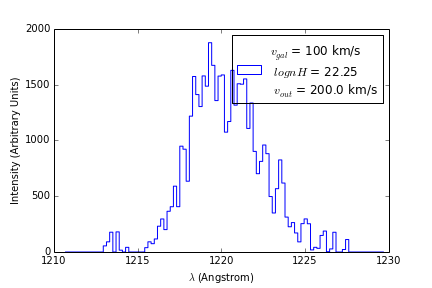 2000
1500
1000
500
0
Intensity (Arbitrary Units)
v_gal = 100 km/s
lognH = 22.25
v_out = 200.0 km/s
1210 1215 1220 1225 1230
λ (Angstrom)